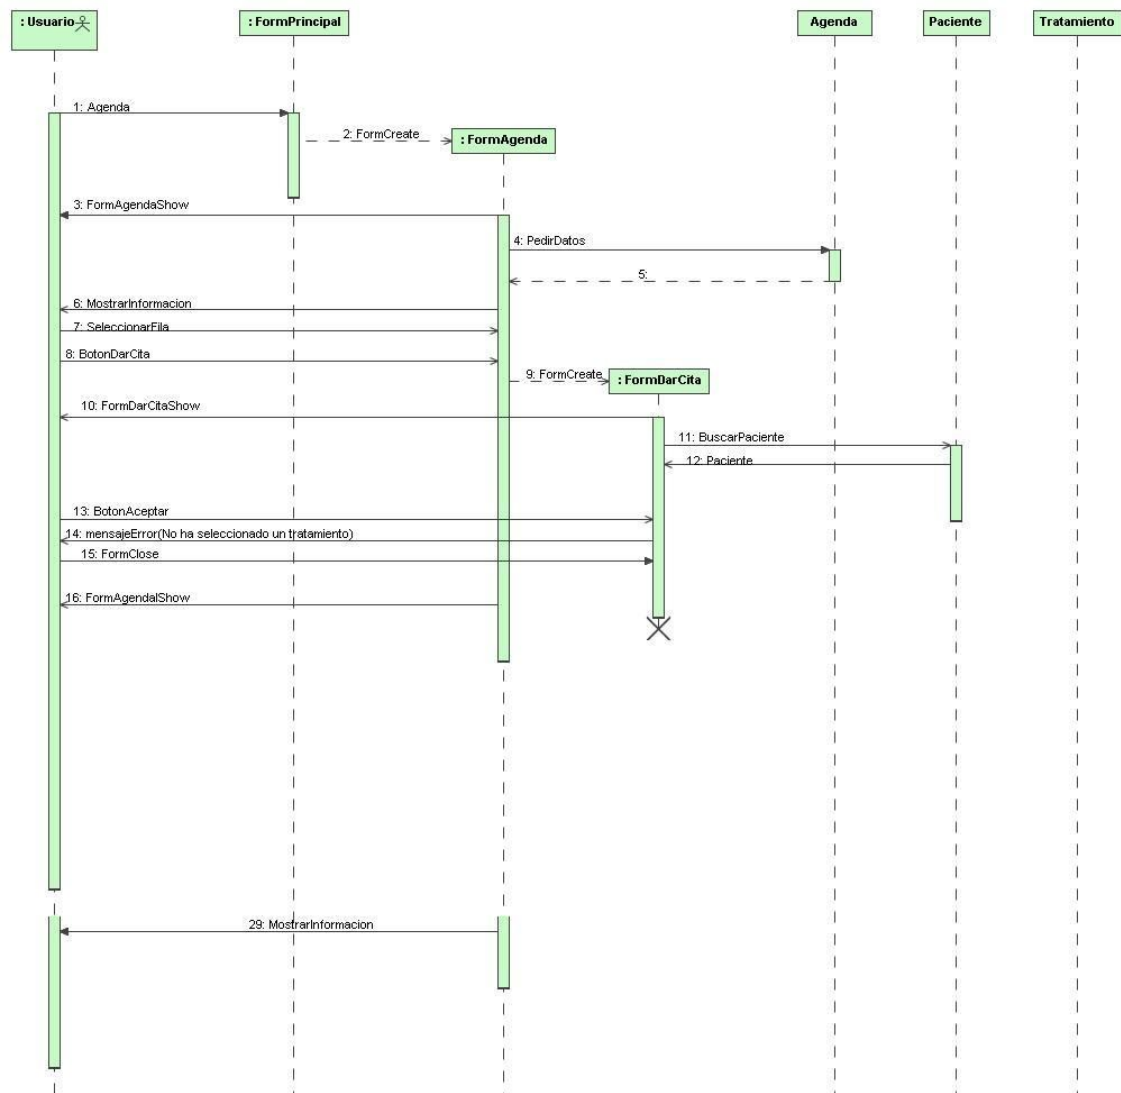 : Usuario
: FormPrincipal
Agenda
Paciente
Tratamiento
1: Agenda
2: FormCreate
: FormAgenda
3: FormAgendaShow
4: PedirDatos
5:
6: MostrarInformacion
7: SeleccionarFila
8: BotonDarCita
9: FormCreate
: FormDarCita
10: FormDarCitaShow
11: BuscarPaciente
12: Paciente
13: BotonAceptar
14: mensajeError(No ha seleccionado un tratamiento)
15: FormClose
16: FormAgendalShow
29: MostrarInformacion